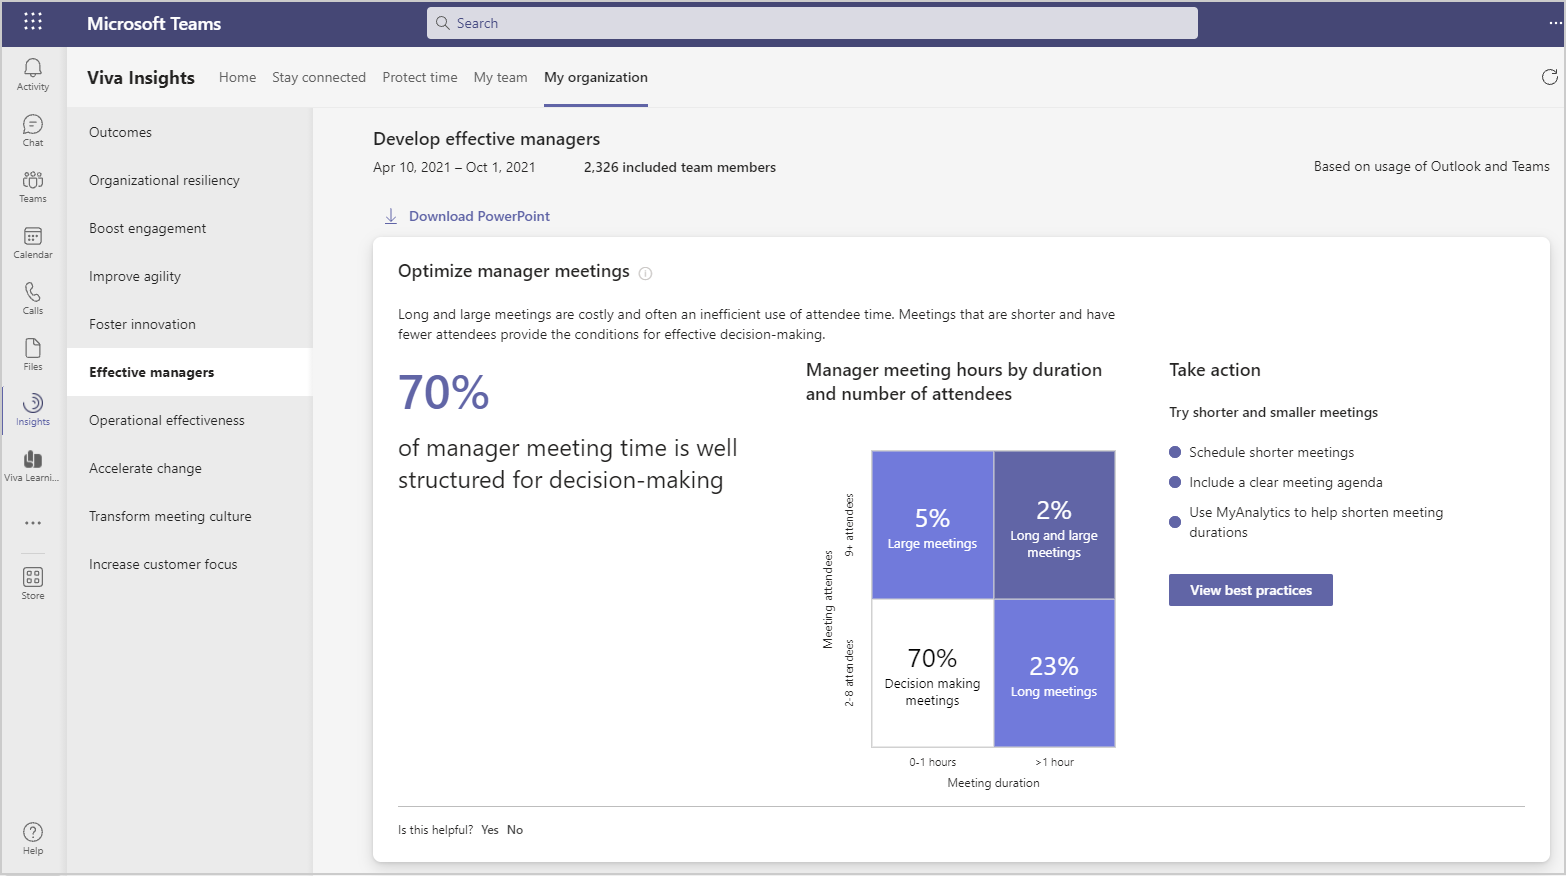 Microsoft Teams
Search
Activity
Chat
Teams
Calendar
Calls
Files
Insights
Viva Learni...
Store
Help
Viva Insights
Home
Stay connected
Protect time
My team
My organization
Outcomes
Organizational resiliency
Boost engagement
Improve agility
Foster innovation
Effective managers
Operational effectiveness
Accelerate change
Transform meeting culture
Increase customer focus
Develop effective managers
Apr 10, 2021 – Oct 1, 2021
2,326 included team members
Based on usage of Outlook and Teams
Download PowerPoint
Optimize manager meetings
Long and large meetings are costly and often an inefficient use of attendee time. Meetings that are shorter and have
fewer attendees provide the conditions for effective decision-making.
70%
of manager meeting time is well
structured for decision-making
Manager meeting hours by duration
and number of attendees
Meeting attendees
9+ attendees
2-8 attendees
5%
Large meetings
2%
Long and large
meetings
70%
Decision making
meetings
23%
Long meetings
0-1 hours
>1 hour
Meeting duration
Take action
Try shorter and smaller meetings
Schedule shorter meetings
Include a clear meeting agenda
Use MyAnalytics to help shorten meeting
durations
View best practices
Is this helpful? Yes No